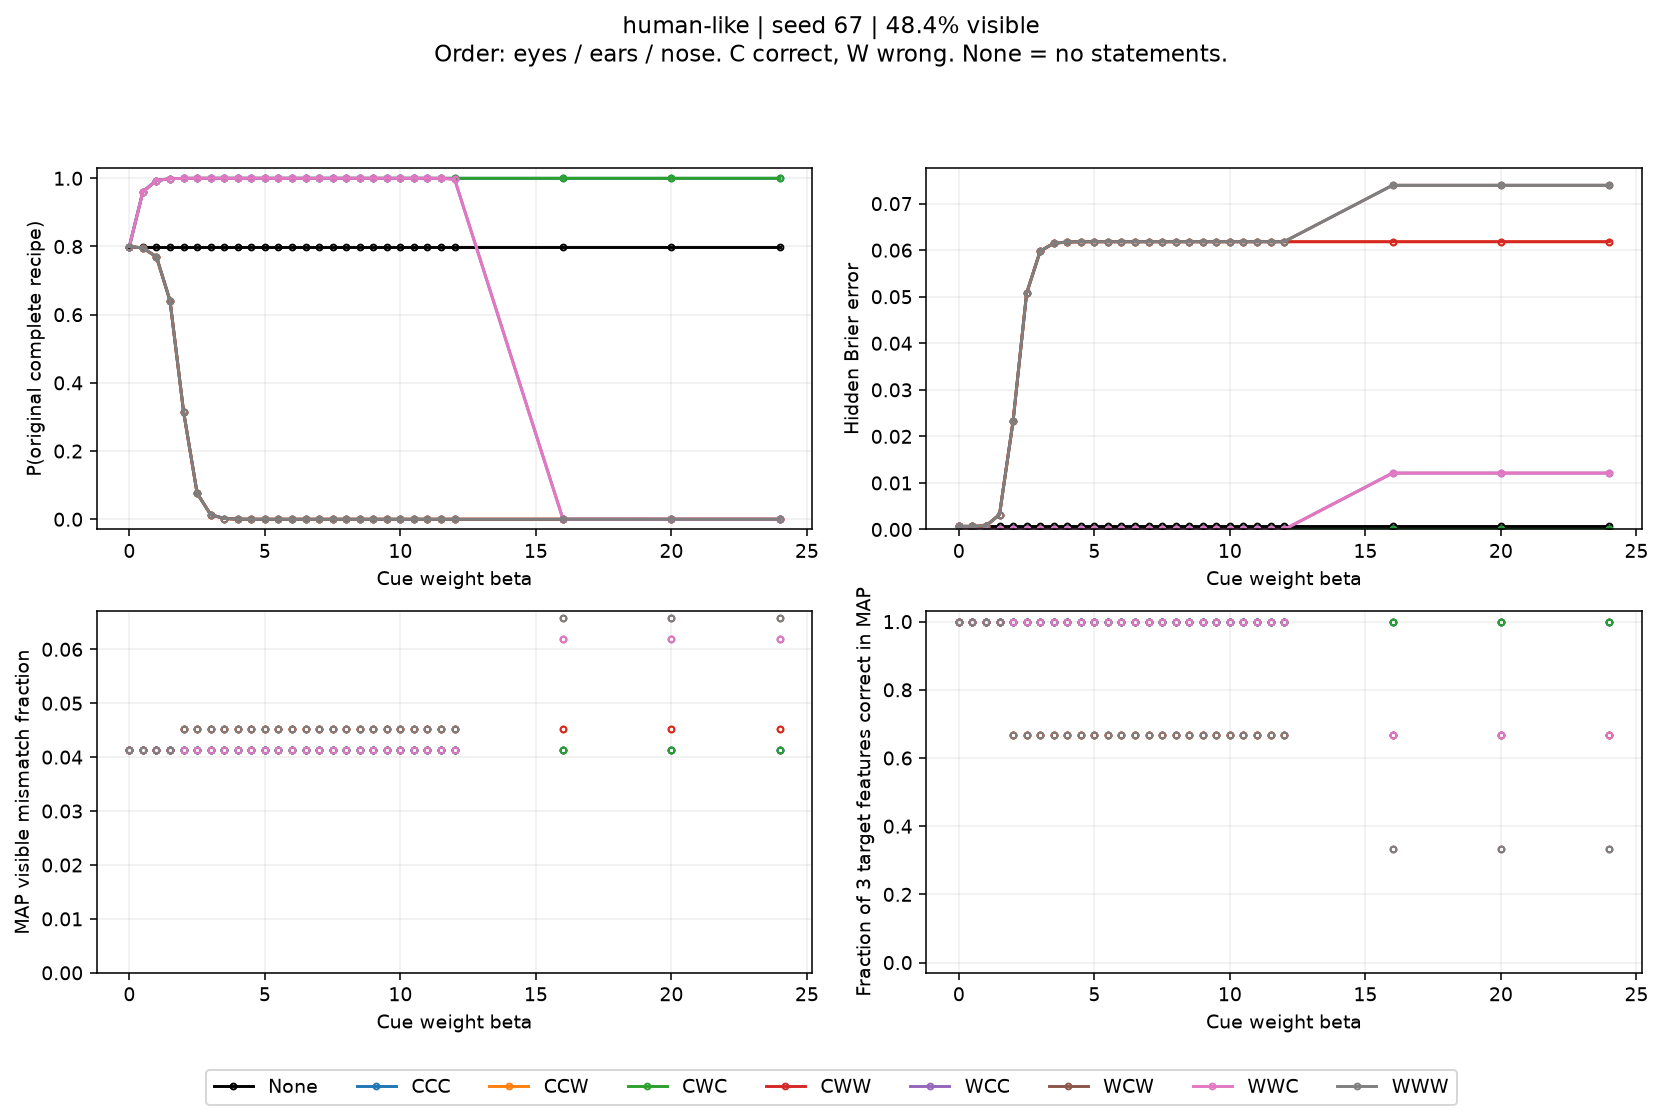 human-like | seed 67 | 48.4% visible
Order: eyes / ears / nose. C correct, W wrong. None = no statements.
P(original complete recipe)
1.0
0.8
0.6
0.4
0.2
0.0
0 5 10 15 20 25
Cue weight beta
Hidden Brier error
0.07
0.06
0.05
0.04
0.03
0.02
0.01
0.00
0 5 10 15 20 25
Cue weight beta
MAP visible mismatch fraction
0.06
0.05
0.04
0.03
0.02
0.01
0.00
0 5 10 15 20 25
Cue weight beta
Fraction of 3 target features correct in MAP
1.0
0.8
0.6
0.4
0.2
0.0
0 5 10 15 20 25
Cue weight beta
None CCC CCW CWC CWW WCC WCW WWC WWW